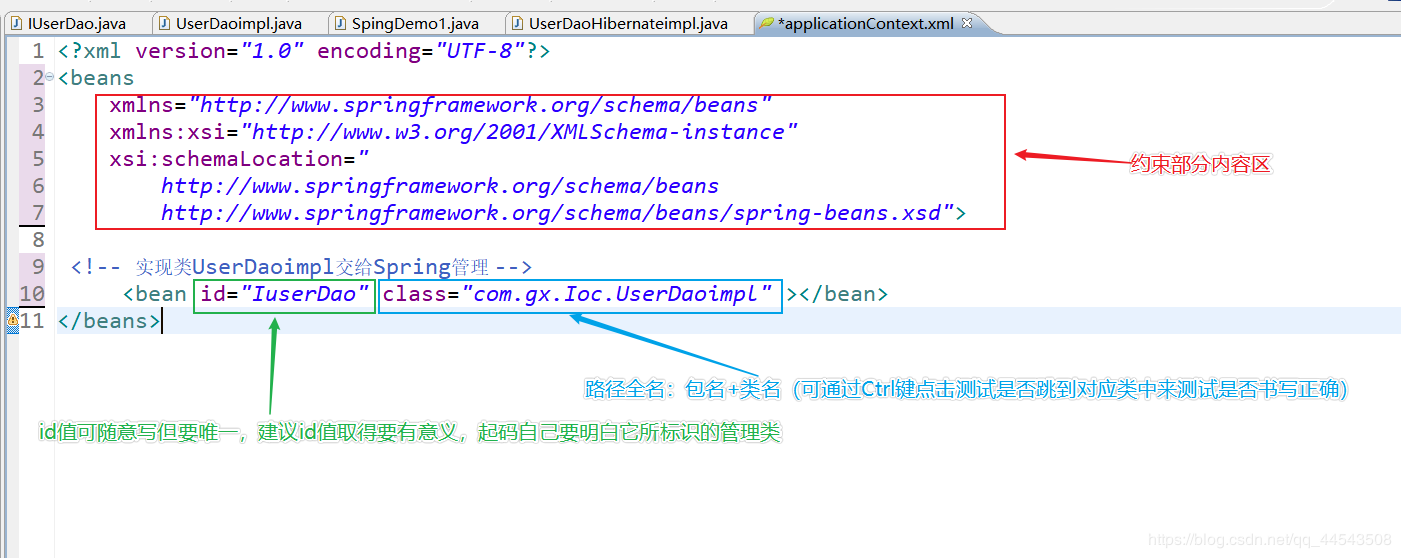 IUserDao.java UserDaoimpl.java SpingDemo1.java UserDaoHibernateimpl.java *applicationContext.xml
1 <?xml version="1.0" encoding="UTF-8"?>
2 <beans
3 xmlns="http://www.springframework.org/schema/beans"
4 xmlns:xsi="http://www.w3.org/2001/XMLSchema-instance"
5 xsi:schemaLocation="
约束部分内容区
6 http://www.springframework.org/schema/beans
7 http://www.springframework.org/schema/beans/spring-beans.xsd">
8
9 <!-- 实现类UserDaoimpl交给Spring管理 -->
10 <bean id="IuserDao" class="com.gx.Ioc.UserDaoimpl" ></bean>
11 </beans>
路径全名：包名+类名（可通过Ctrl键点击测试是否跳到对应类中来测试是否书写正确）
id值可随意写但要唯一，建议id值取得要有意义，起码自己要明白它所标识的管理类
https://blog.csdn.net/qq_44543508